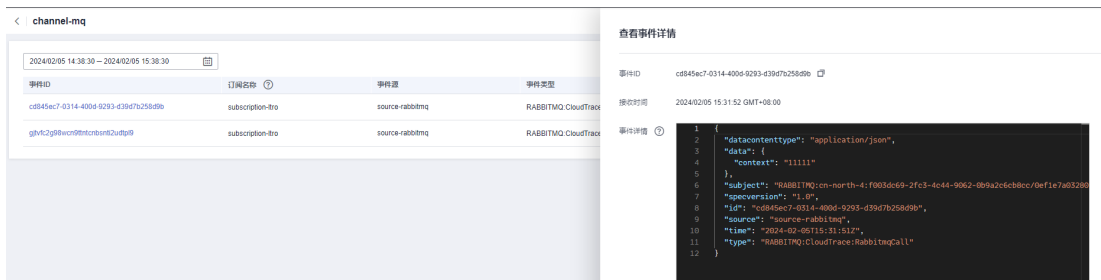 channel-mq
2024/02/05 14:38:30 — 2024/02/05 15:38:30
事件ID 订阅名称 事件源 事件类型
cd845ec7-0314-400d-9293-d39d7b258d9b subscription-ltro source-rabbitmq RABBITMQ:CloudTrace
subscription-ltro source-rabbitmq RABBITMQ:CloudTrace
查看事件详情
事件ID cd845ec7-0314-400d-9293-d39d7b258d9b
接收时间 2024/02/05 15:31:52 GMT+08:00
事件详情
1 {
2 "datacontenttype": "application/json",
3 "data": {
4 "context": "11111"
5 },
6 "subject": "RABBITMQ:cn-north-4:f003dc69-2fc3-4c44-9062-0b9a2c6cb8cc/0ef1e7a03280
7 "specversion": "1.0",
8 "id": "cd845ec7-0314-400d-9293-d39d7b258d9b",
9 "source": "source-rabbitmq",
10 "time": "2024-02-05T15:31:51Z",
11 "type": "RABBITMQ:CloudTrace:RabbitmqCall"
12 }